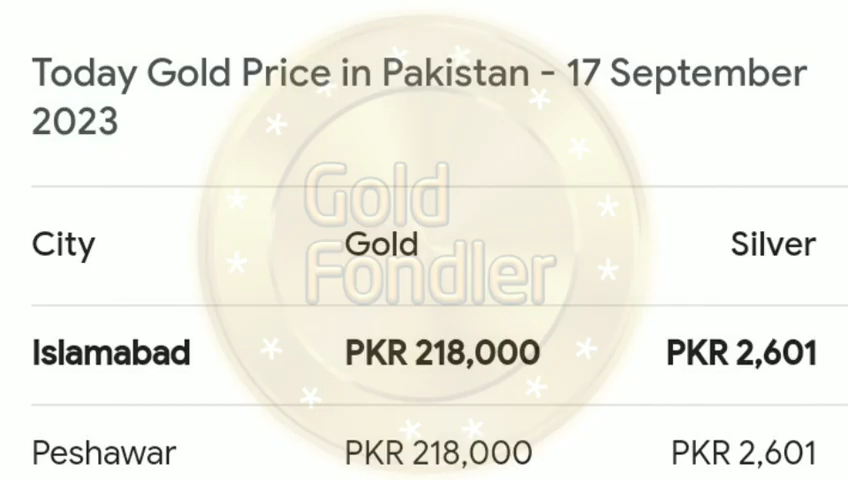 Today Gold Price in Pakistan - 17 September
2023
Gold
Fondler
City Gold Silver
Islamabad PKR 218,000 PKR 2,601
Peshawar PKR 218,000 PKR 2,601